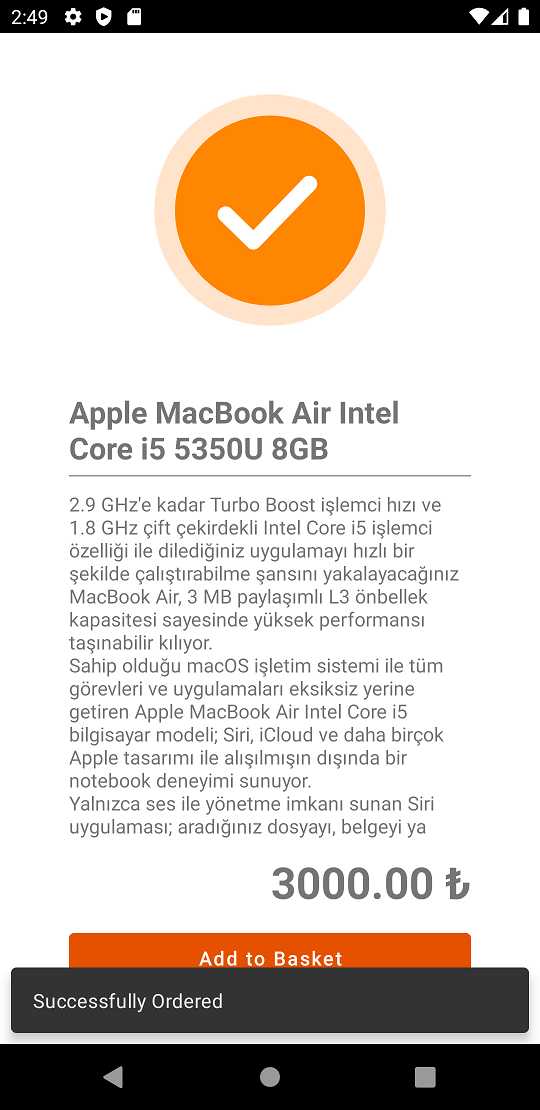 2:49
Apple MacBook Air Intel
Core i5 5350U 8GB
2.9 GHz'e kadar Turbo Boost işlemci hızı ve
1.8 GHz çift çekirdekli Intel Core i5 işlemci
özelliği ile dilediğiniz uygulamayı hızlı bir
şekilde çalıştırabilme şansını yakalayacağınız
MacBook Air, 3 MB paylaşımlı L3 önbellek
kapasitesi sayesinde yüksek performansı
taşınabilir kılıyor.
Sahip olduğu macOS işletim sistemi ile tüm
görevleri ve uygulamaları eksiksiz yerine
getiren Apple MacBook Air Intel Core i5
bilgisayar modeli; Siri, iCloud ve daha birçok
Apple tasarımı ile alışılmışın dışında bir
notebook deneyimi sunuyor.
Yalnızca ses ile yönetme imkanı sunan Siri
uygulaması; aradığınız dosyayı, belgeyi ya
3000.00 ₺
Add to Basket
Successfully Ordered